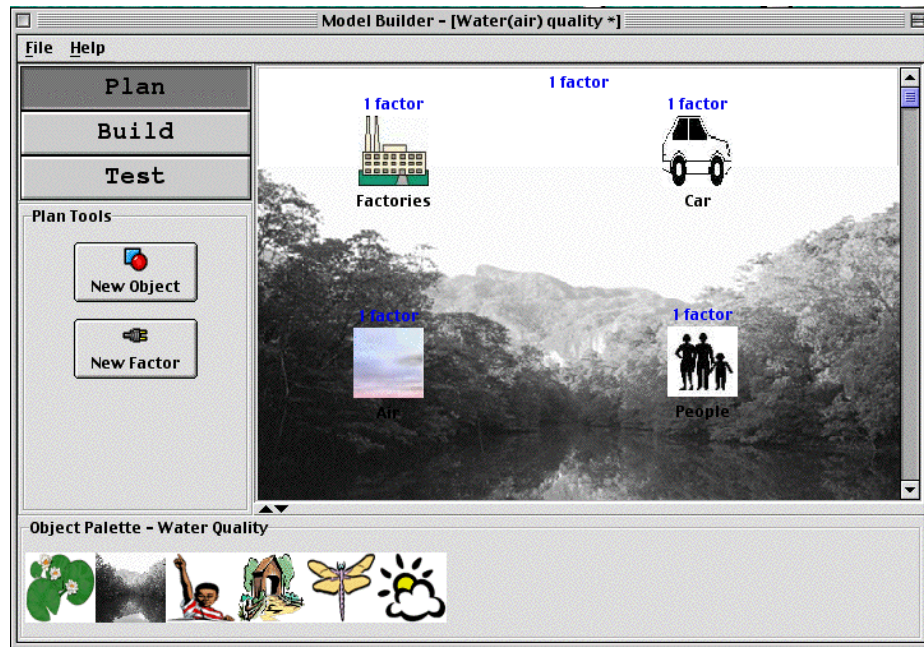 Model Builder - [Water(air) quality *]
File Help
Plan
Build
Test
Plan Tools
New Object
New Factor
1 factor
1 factor
1 factor
Factories
Car
1 factor
1 factor
Air
People
Object Palette - Water Quality